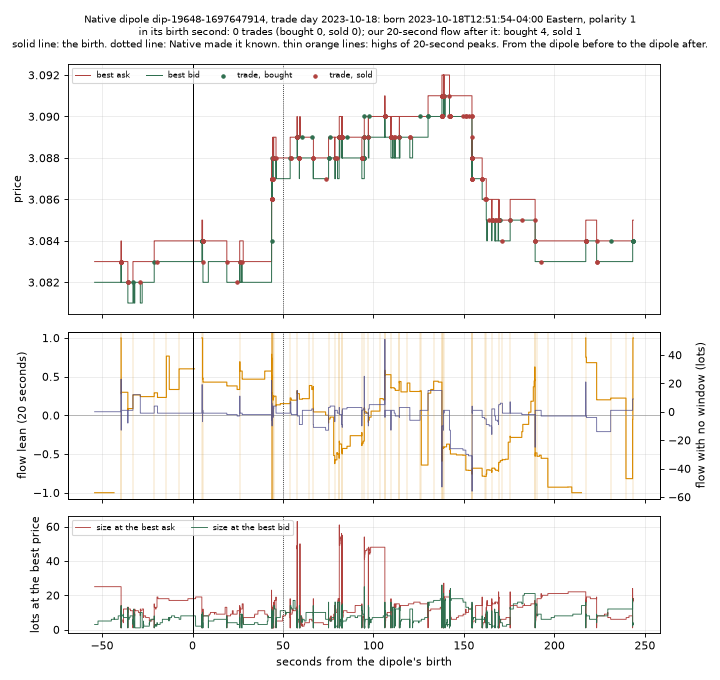 Native dipole dip-19648-1697647914, trade day 2023-10-18: born 2023-10-18T12:51:54-04:00 Eastern, polarity 1
in its birth second: 0 trades (bought 0, sold 0); our 20-second flow after it: bought 4, sold 1
solid line: the birth. dotted line: Native made it known. thin orange lines: highs of 20-second peaks. From the dipole before to the dipole after.
best ask best bid trade, bought trade, sold
3.092
3.090
3.088
3.086
3.084
3.082
price
1.0
0.5
0.0
−0.5
−1.0
flow lean (20 seconds)
40
20
0
−20
−40
−60
flow with no window (lots)
size at the best ask size at the best bid
60
40
20
0
lots at the best price
−50 0 50 100 150 200 250
seconds from the dipole's birth